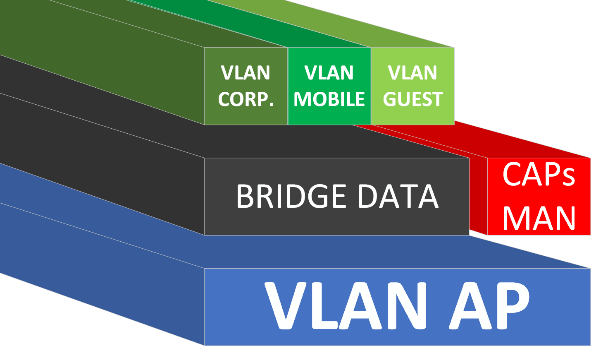 VLAN CORP.
VLAN MOBILE
VLAN GUEST
BRIDGE DATA
CAPs
MAN
VLAN AP